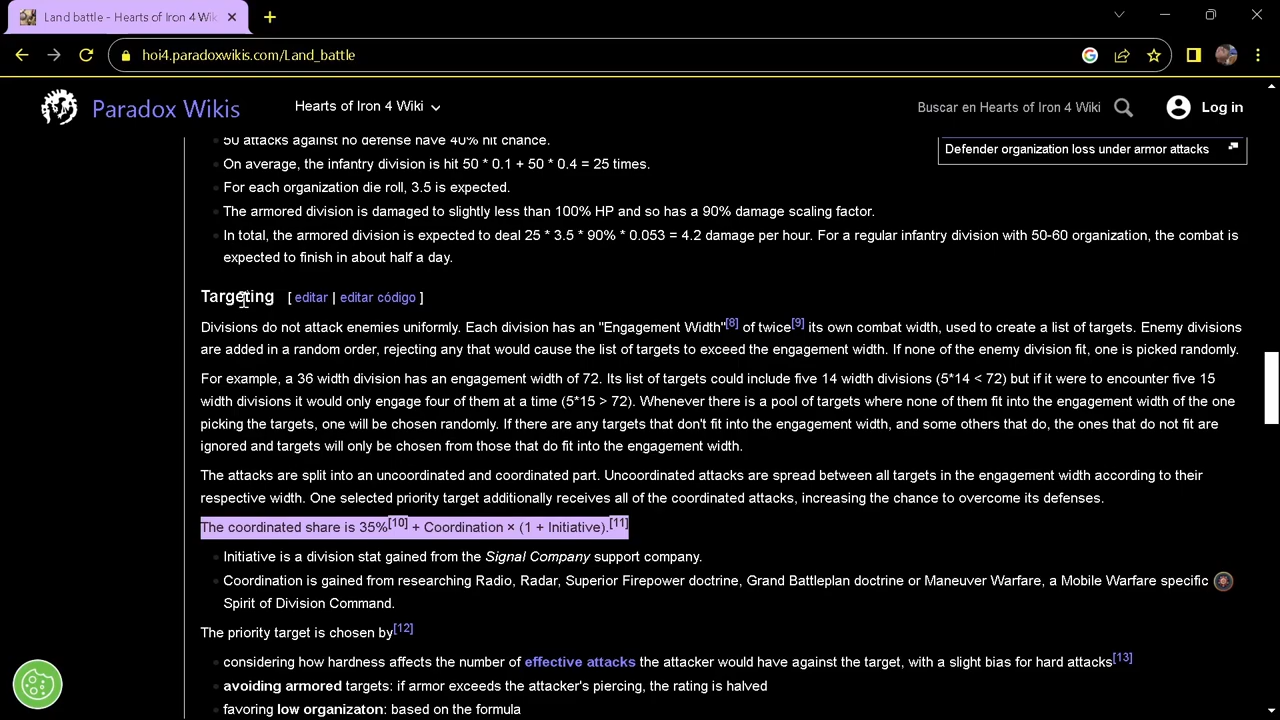 Land battle - Hearts of Iron 4 Wik
hoi4.paradoxwikis.com/Land_battle
Paradox Wikis
Hearts of Iron 4 Wiki
Buscar en Hearts of Iron 4 Wiki
Log in
50 attacks against no defense have 40% hit chance.
Defender organization loss under armor attacks
On average, the infantry division is hit 50 * 0.1 + 50 * 0.4 = 25 times.
For each organization die roll, 3.5 is expected.
The armored division is damaged to slightly less than 100% HP and so has a 90% damage scaling factor.
In total, the armored division is expected to deal 25 * 3.5 * 90% * 0.053 = 4.2 damage per hour. For a regular infantry division with 50-60 organization, the combat is
expected to finish in about half a day.
Targeting [ editar | editar código ]
Divisions do not attack enemies uniformly. Each division has an "Engagement Width"[8] of twice[9] its own combat width, used to create a list of targets. Enemy divisions
are added in a random order, rejecting any that would cause the list of targets to exceed the engagement width. If none of the enemy division fit, one is picked randomly.
For example, a 36 width division has an engagement width of 72. Its list of targets could include five 14 width divisions (5*14 < 72) but if it were to encounter five 15
width divisions it would only engage four of them at a time (5*15 > 72). Whenever there is a pool of targets where none of them fit into the engagement width of the one
picking the targets, one will be chosen randomly. If there are any targets that don't fit into the engagement width, and some others that do, the ones that do not fit are
ignored and targets will only be chosen from those that do fit into the engagement width.
The attacks are split into an uncoordinated and coordinated part. Uncoordinated attacks are spread between all targets in the engagement width according to their
respective width. One selected priority target additionally receives all of the coordinated attacks, increasing the chance to overcome its defenses.
The coordinated share is 35%[10] + Coordination × (1 + Initiative).[11]
Initiative is a division stat gained from the Signal Company support company.
Coordination is gained from researching Radio, Radar, Superior Firepower doctrine, Grand Battleplan doctrine or Maneuver Warfare, a Mobile Warfare specific
Spirit of Division Command.
The priority target is chosen by[12]
considering how hardness affects the number of effective attacks the attacker would have against the target, with a slight bias for hard attacks[13]
avoiding armored targets: if armor exceeds the attacker's piercing, the rating is halved
favoring low organizaton: based on the formula